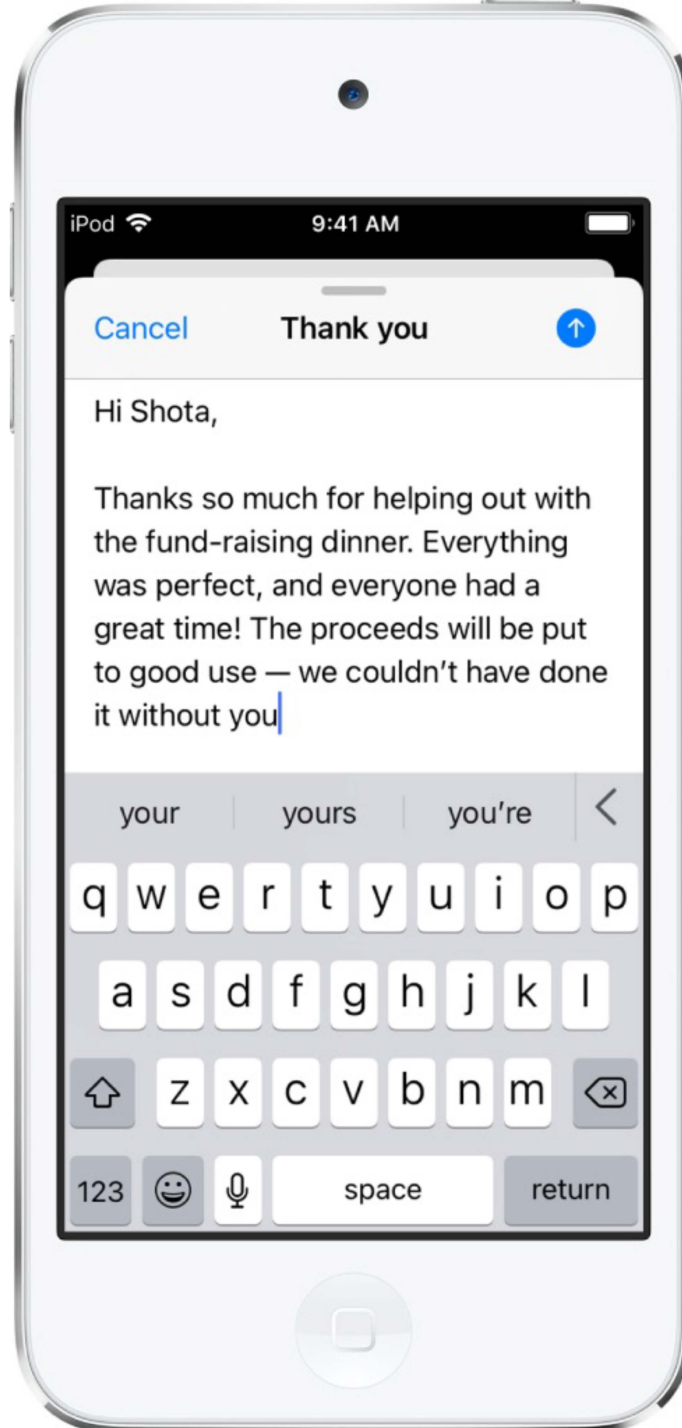 iPod 9:41 AM
Cancel Thank you
Hi Shota,
Thanks so much for helping out with
the fund-raising dinner. Everything
was perfect, and everyone had a
great time! The proceeds will be put
to good use — we couldn’t have done
it without you
your yours you’re
q w e r t y u i o p
a s d f g h j k l
z x c v b n m
123 space return